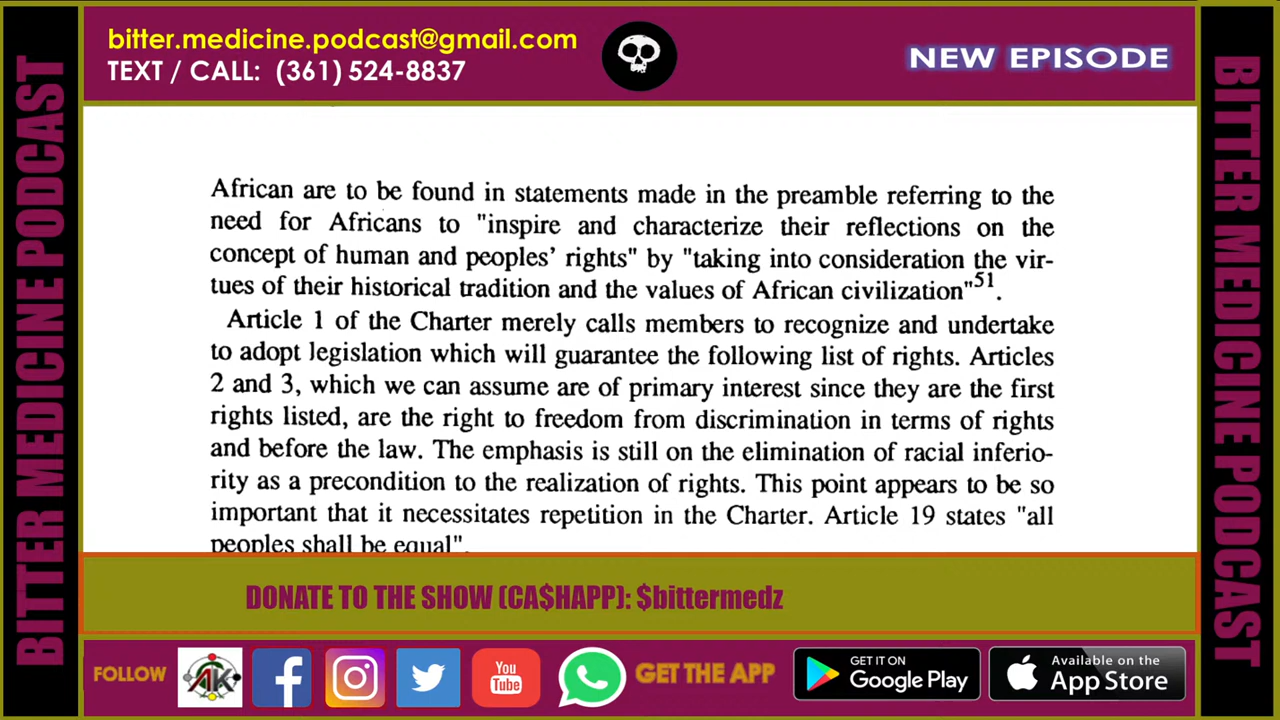 bitter.medicine.podcast@gmail.com
TEXT / CALL: (361) 524-8837
NEW EPISODE
BITTER MEDICINE PODCAST
African are to be found in statements made in the preamble referring to the
need for Africans to "inspire and characterize their reflections on the
concept of human and peoples' rights" by "taking into consideration the vir-
tues of their historical tradition and the values of African civilization"51.
Article 1 of the Charter merely calls members to recognize and undertake
to adopt legislation which will guarantee the following list of rights. Articles
2 and 3, which we can assume are of primary interest since they are the first
rights listed, are the right to freedom from discrimination in terms of rights
and before the law. The emphasis is still on the elimination of racial inferio-
rity as a precondition to the realization of rights. This point appears to be so
important that it necessitates repetition in the Charter. Article 19 states "all
peoples shall be equal".
BITTER MEDICINE PODCAST
DONATE TO THE SHOW (CA$HAPP): $bittermedz
FOLLOW
ATK
You
Tube
GET THE APP
GET IT ON
Google Play
Available on the
App Store